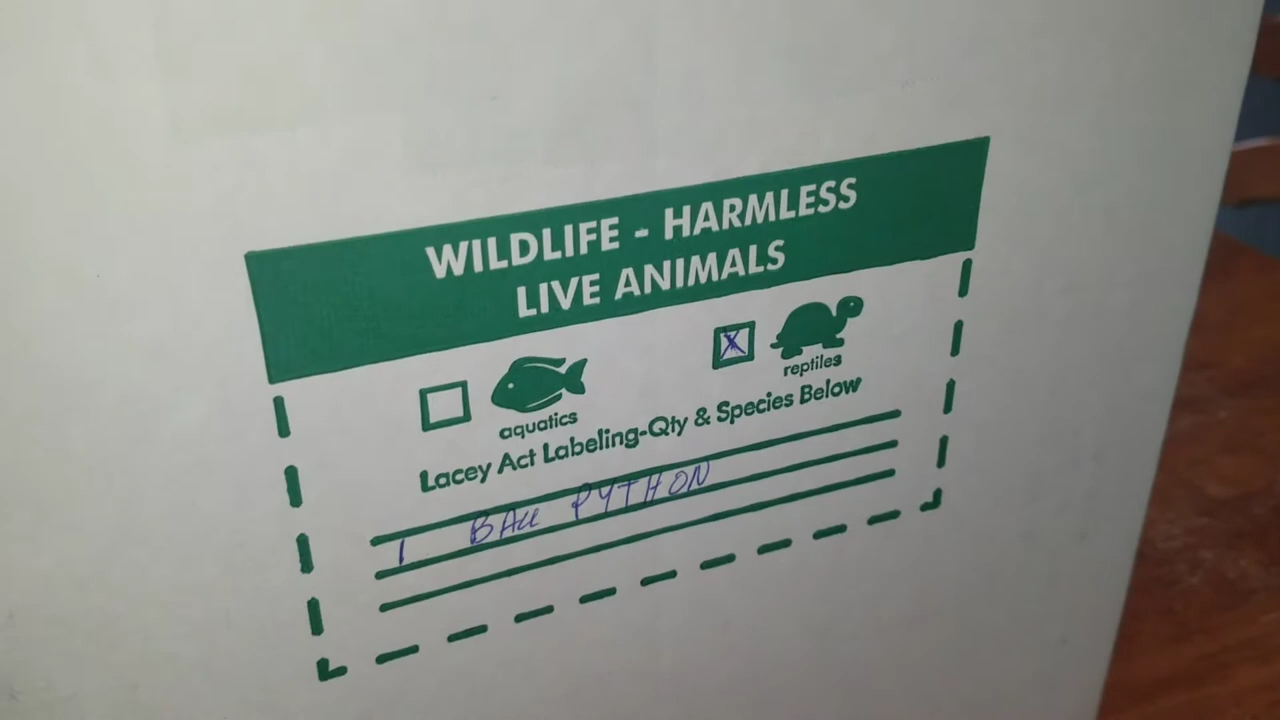 WILDLIFE - HARMLESS
LIVE ANIMALS
X
aquatics
reptiles
Lacey Act Labeling-Qty & Species Below
1 BALL PYTHON